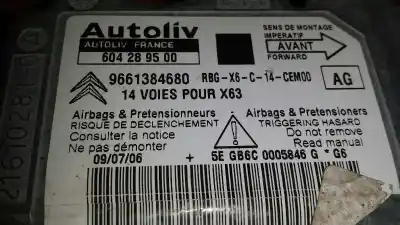 Autoliv
AUTOLIV FRANCE
604 28 95 00
SENS DE MONTAGE
IMPERATIF
AVANT
FORWARD
9661384680
RBG-X6-C-14-CEM00
14 VOIES POUR X63
AG
Airbags & Pretensionneurs
RISQUE DE DECLENCHEMENT
Consulter la notice
Ne pas démonter
Airbags & Pretensioners
TRIGGERING HAZARD
Do not remove
Read manual
09/07/06 + 5E GB6C 0005846 G * G6